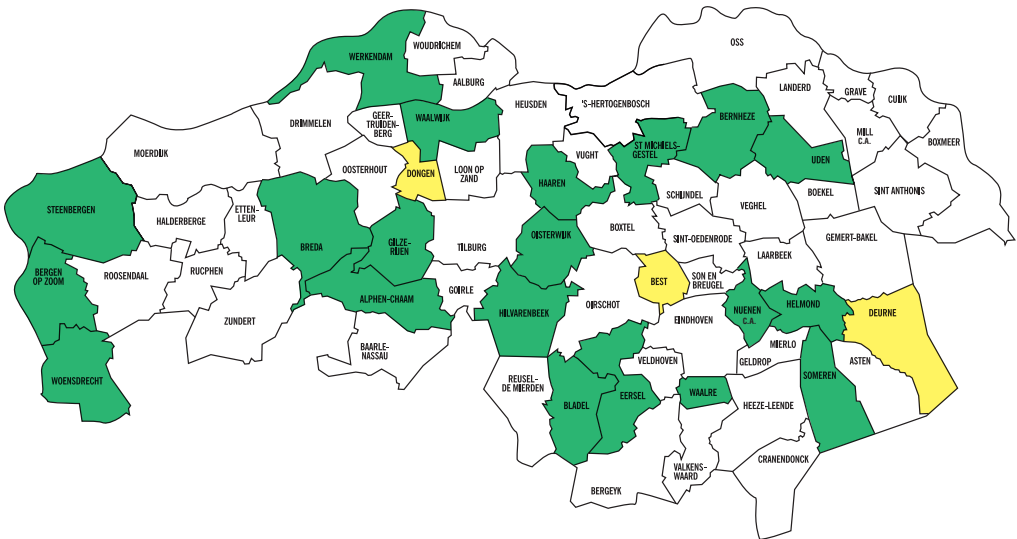 OSS
WOUDRICHEM
WERKENDAM
AALBURG
LANDERD
GRAVE
CUIJK
HEUSDEN
'S-HERTOGENBOSCH
GEER-
TRUIDEN-
BERG
WAALWIJK
BERNHEZE
DRIMMELEN
MILL
C.A.
BOXMEER
MOERDIJK
ST MICHIELS-
GESTEL
VUGHT
UDEN
OOSTERHOUT
DONGEN
LOON OP
ZAND
HAAREN
SCHIJNDEL
BOEKEL
SINT ANTHONIS
STEENBERGEN
HALDERBERGE
ETTEN-
LEUR
VEGHEL
BREDA
GILZE-
RIJEN
TILBURG
OISTERWIJK
BOXTEL
SINT-OEDENRODE
GEMERT-BAKEL
LAARBEEK
BERGEN
OP ZOOM
ROOSENDAAL
RUCPHEN
BEST
SON EN
BREUGEL
GOIRLE
ALPHEN-CHAAM
HILVARENBEEK
OIRSCHOT
NUENEN
C.A.
HELMOND
DEURNE
ZUNDERT
EINDHOVEN
BAARLE-
NASSAU
MIERLO
VELDHOVEN
GELDROP
ASTEN
WOENSDRECHT
REUSEL-
DE MIERDEN
SOMEREN
BLADEL
EERSEL
WAALRE
HEEZE-LEENDE
CRANENDONCK
VALKENS-
WAARD
BERGEYK